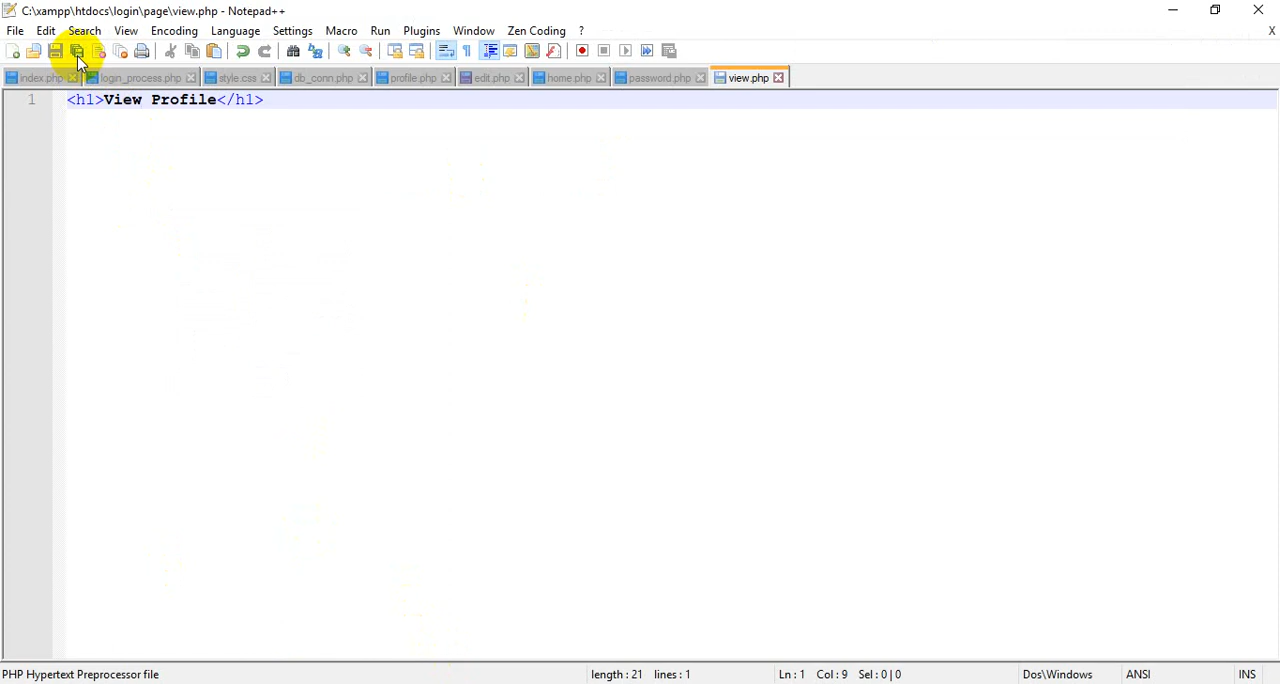 C:\xampp\htdocs\login\page\view.php - Notepad++
File Edit Search View Encoding Language Settings Macro Run Plugins Window Zen Coding ? X
index.php login_process.php style.css db_conn.php profile.php edit.php home.php password.php view.php
1 <h1>View Profile</h1>
PHP Hypertext Preprocessor file length : 21 lines : 1 Ln : 1 Col : 9 Sel : 0 | 0 Dos\Windows ANSI INS